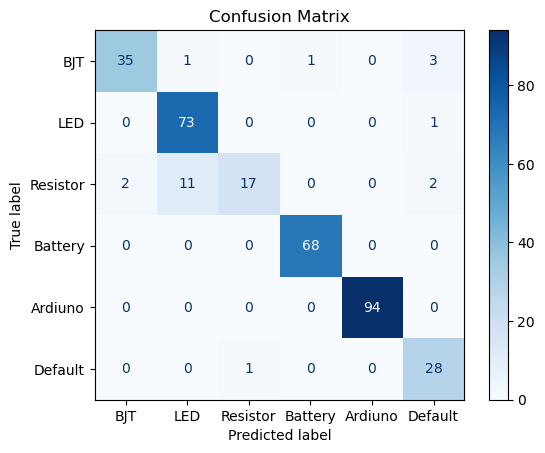 Confusion Matrix
True label
BJT 35 1 0 1 0 3
LED 0 73 0 0 0 1
Resistor 2 11 17 0 0 2
Battery 0 0 0 68 0 0
Ardiuno 0 0 0 0 94 0
Default 0 0 1 0 0 28
BJT LED Resistor Battery Ardiuno Default
Predicted label
80
60
40
20
0